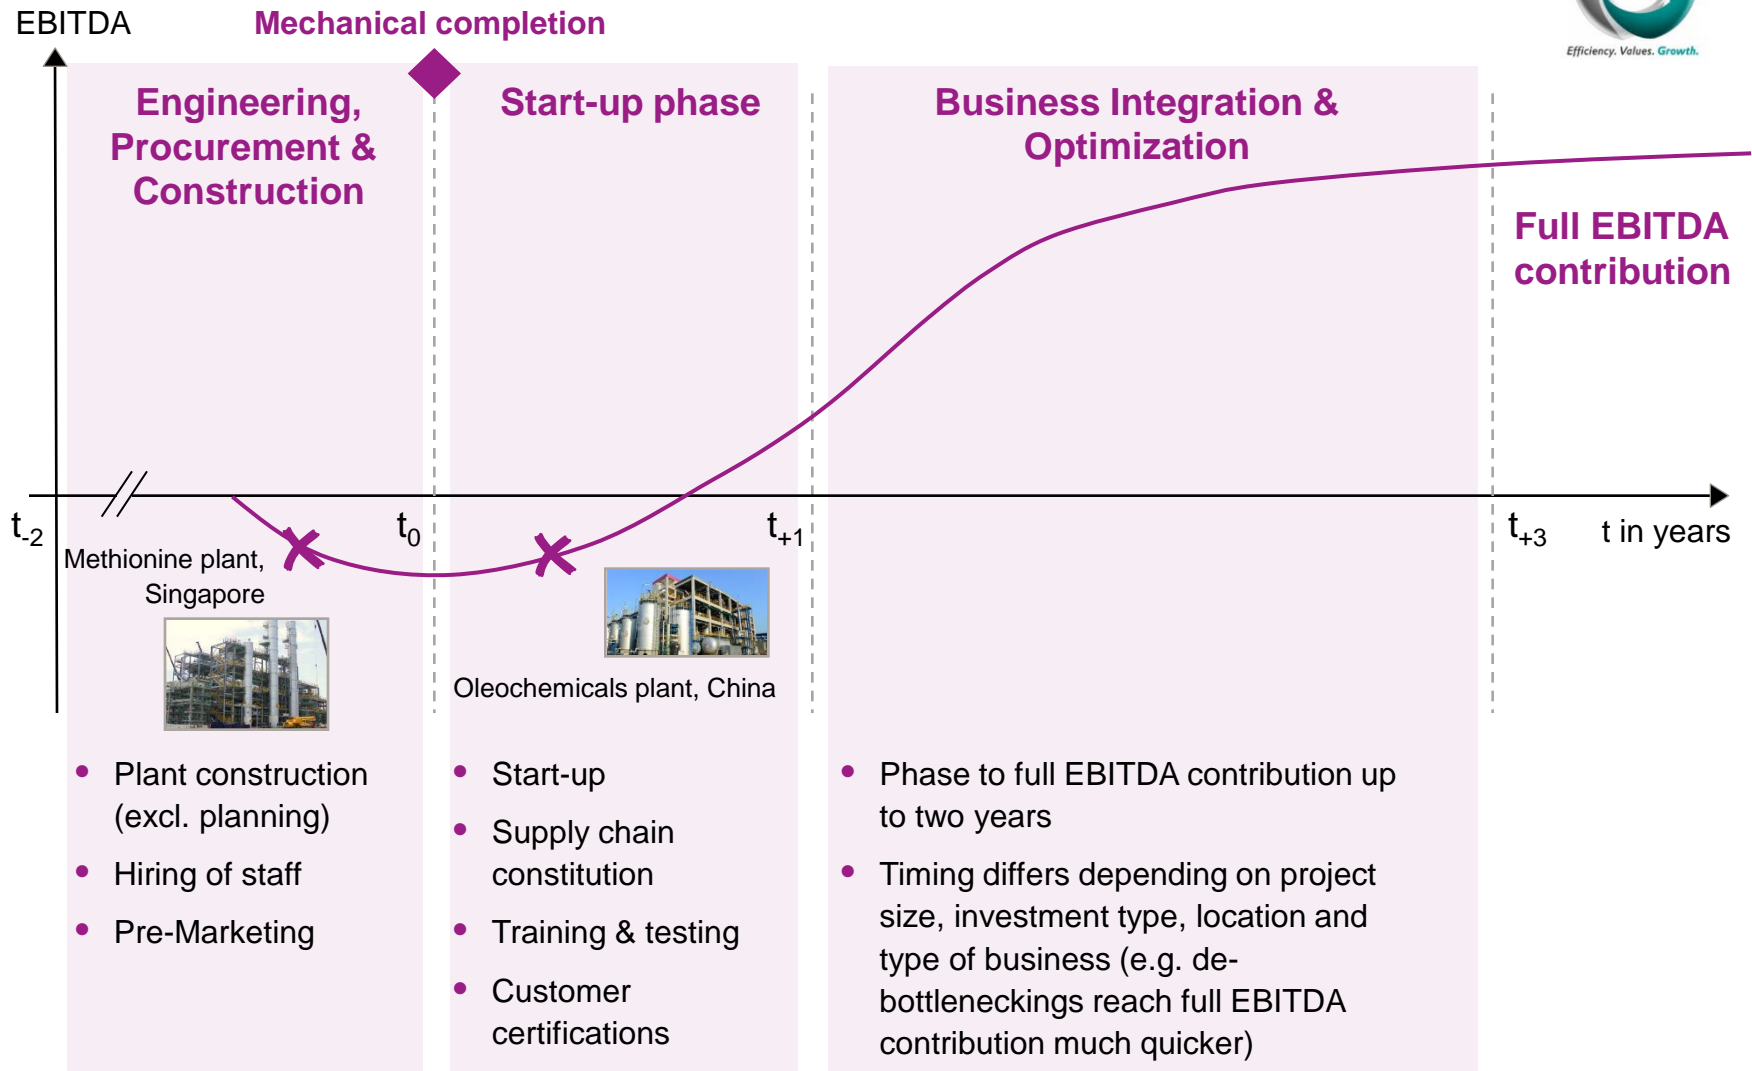 EBITDA
Mechanical completion
Efficiency. Values. Growth.
Engineering,
Procurement &
Construction
Start-up phase
Business Integration &
Optimization
Full EBITDA
contribution
t-2
t0
t+1
t+3
t in years
Methionine plant,
Singapore
Oleochemicals plant, China
• Plant construction
(excl. planning)
• Hiring of staff
• Pre-Marketing
• Start-up
• Supply chain
constitution
• Training & testing
• Customer
certifications
• Phase to full EBITDA contribution up
to two years
• Timing differs depending on project
size, investment type, location and
type of business (e.g. de-
bottleneckings reach full EBITDA
contribution much quicker)